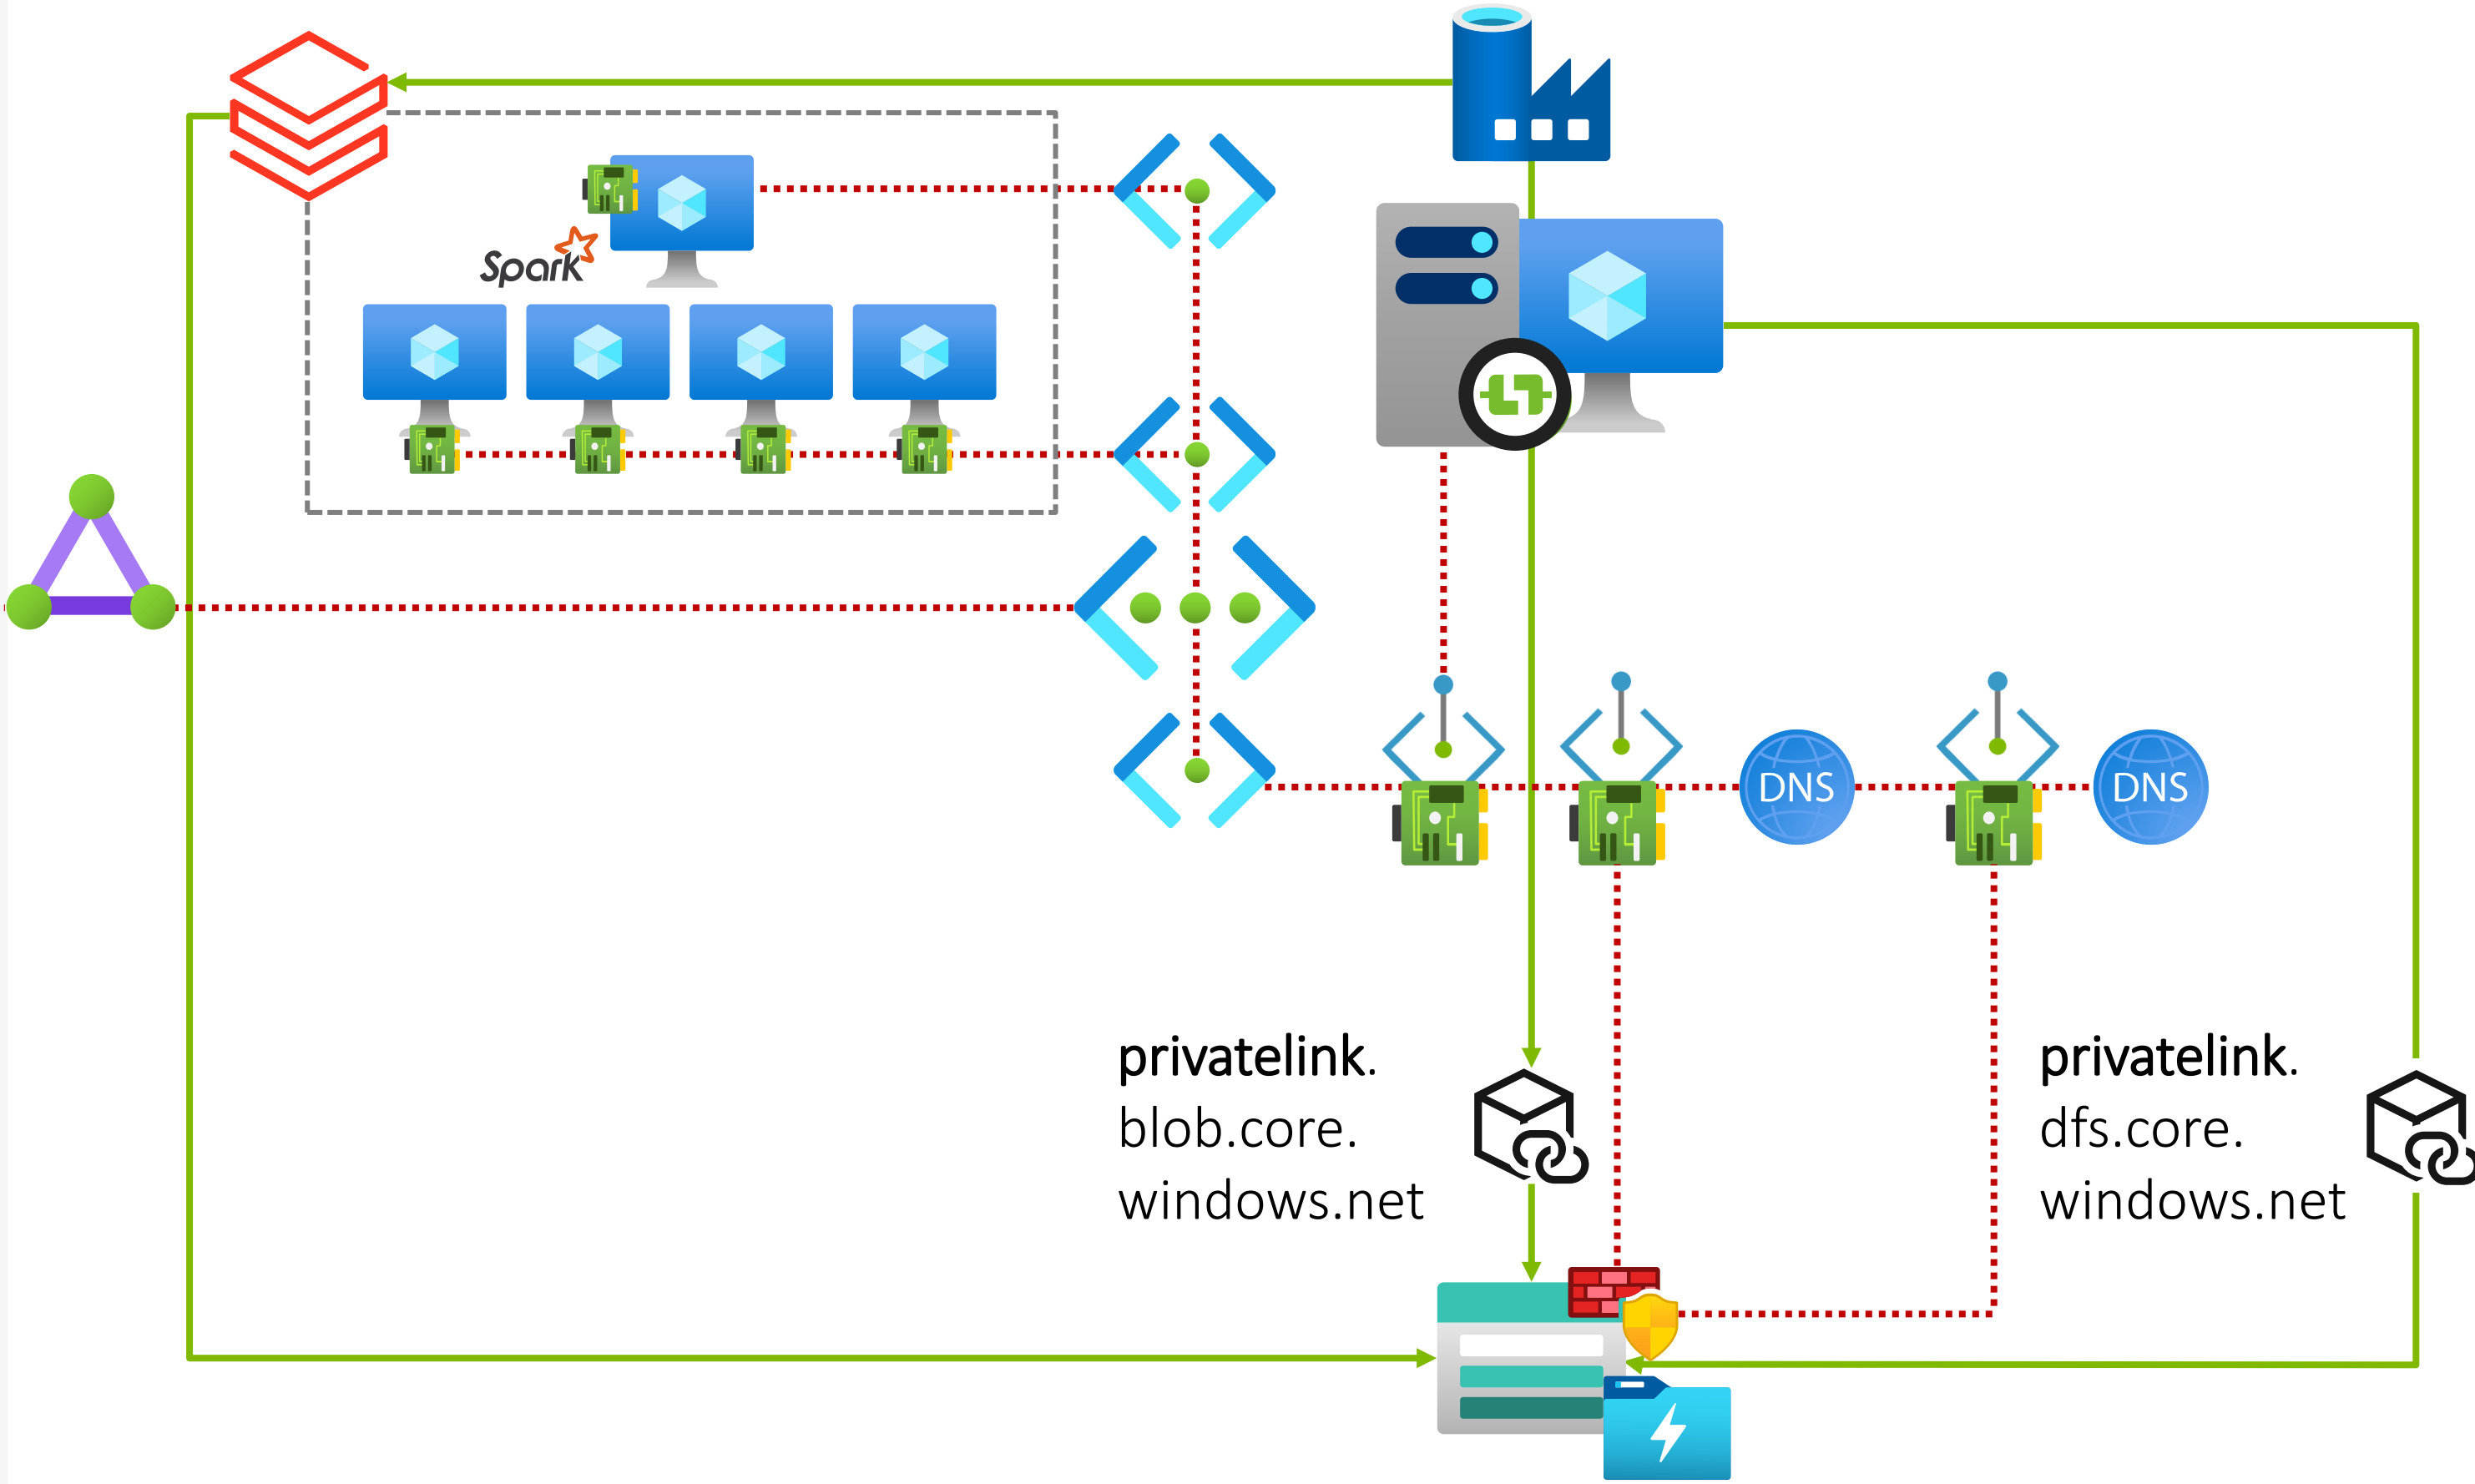 Spark
DNS
DNS
privatelink.
blob.core.
windows.net
privatelink.
dfs.core.
windows.net